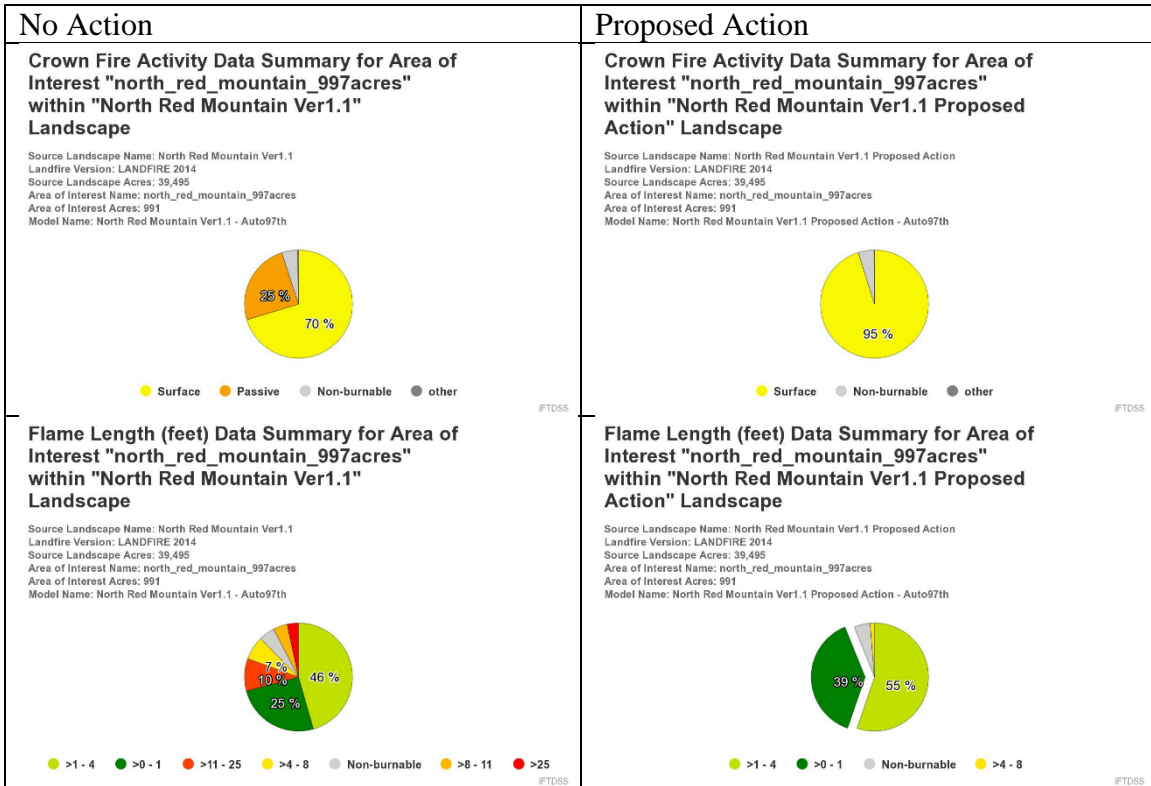 No Action
Proposed Action
Crown Fire Activity Data Summary for Area of
Interest "north_red_mountain_997acres"
within "North Red Mountain Ver1.1"
Landscape
Source Landscape Name: North Red Mountain Ver1.1
Landfire Version: LANDFIRE 2014
Source Landscape Acres: 39,495
Area of Interest Name: north_red_mountain_997acres
Area of Interest Acres: 991
Model Name: North Red Mountain Ver1.1 - Auto97th
25 %
70 %
Surface Passive Non-burnable other
IFTDSS
Crown Fire Activity Data Summary for Area of
Interest "north_red_mountain_997acres"
within "North Red Mountain Ver1.1 Proposed
Action" Landscape
Source Landscape Name: North Red Mountain Ver1.1 Proposed Action
Landfire Version: LANDFIRE 2014
Source Landscape Acres: 39,495
Area of Interest Name: north_red_mountain_997acres
Area of Interest Acres: 991
Model Name: North Red Mountain Ver1.1 Proposed Action - Auto97th
95 %
Surface Non-burnable other
IFTDSS
Flame Length (feet) Data Summary for Area of
Interest "north_red_mountain_997acres"
within "North Red Mountain Ver1.1"
Landscape
Source Landscape Name: North Red Mountain Ver1.1
Landfire Version: LANDFIRE 2014
Source Landscape Acres: 39,495
Area of Interest Name: north_red_mountain_997acres
Area of Interest Acres: 991
Model Name: North Red Mountain Ver1.1 - Auto97th
7 %
46 %
10 %
25 %
>1 - 4 >0 - 1 >11 - 25 >4 - 8 Non-burnable >8 - 11 >25
IFTDSS
Flame Length (feet) Data Summary for Area of
Interest "north_red_mountain_997acres"
within "North Red Mountain Ver1.1 Proposed
Action" Landscape
Source Landscape Name: North Red Mountain Ver1.1 Proposed Action
Landfire Version: LANDFIRE 2014
Source Landscape Acres: 39,495
Area of Interest Name: north_red_mountain_997acres
Area of Interest Acres: 991
Model Name: North Red Mountain Ver1.1 Proposed Action - Auto97th
39 %
55 %
>1 - 4 >0 - 1 Non-burnable >4 - 8
IFTDSS